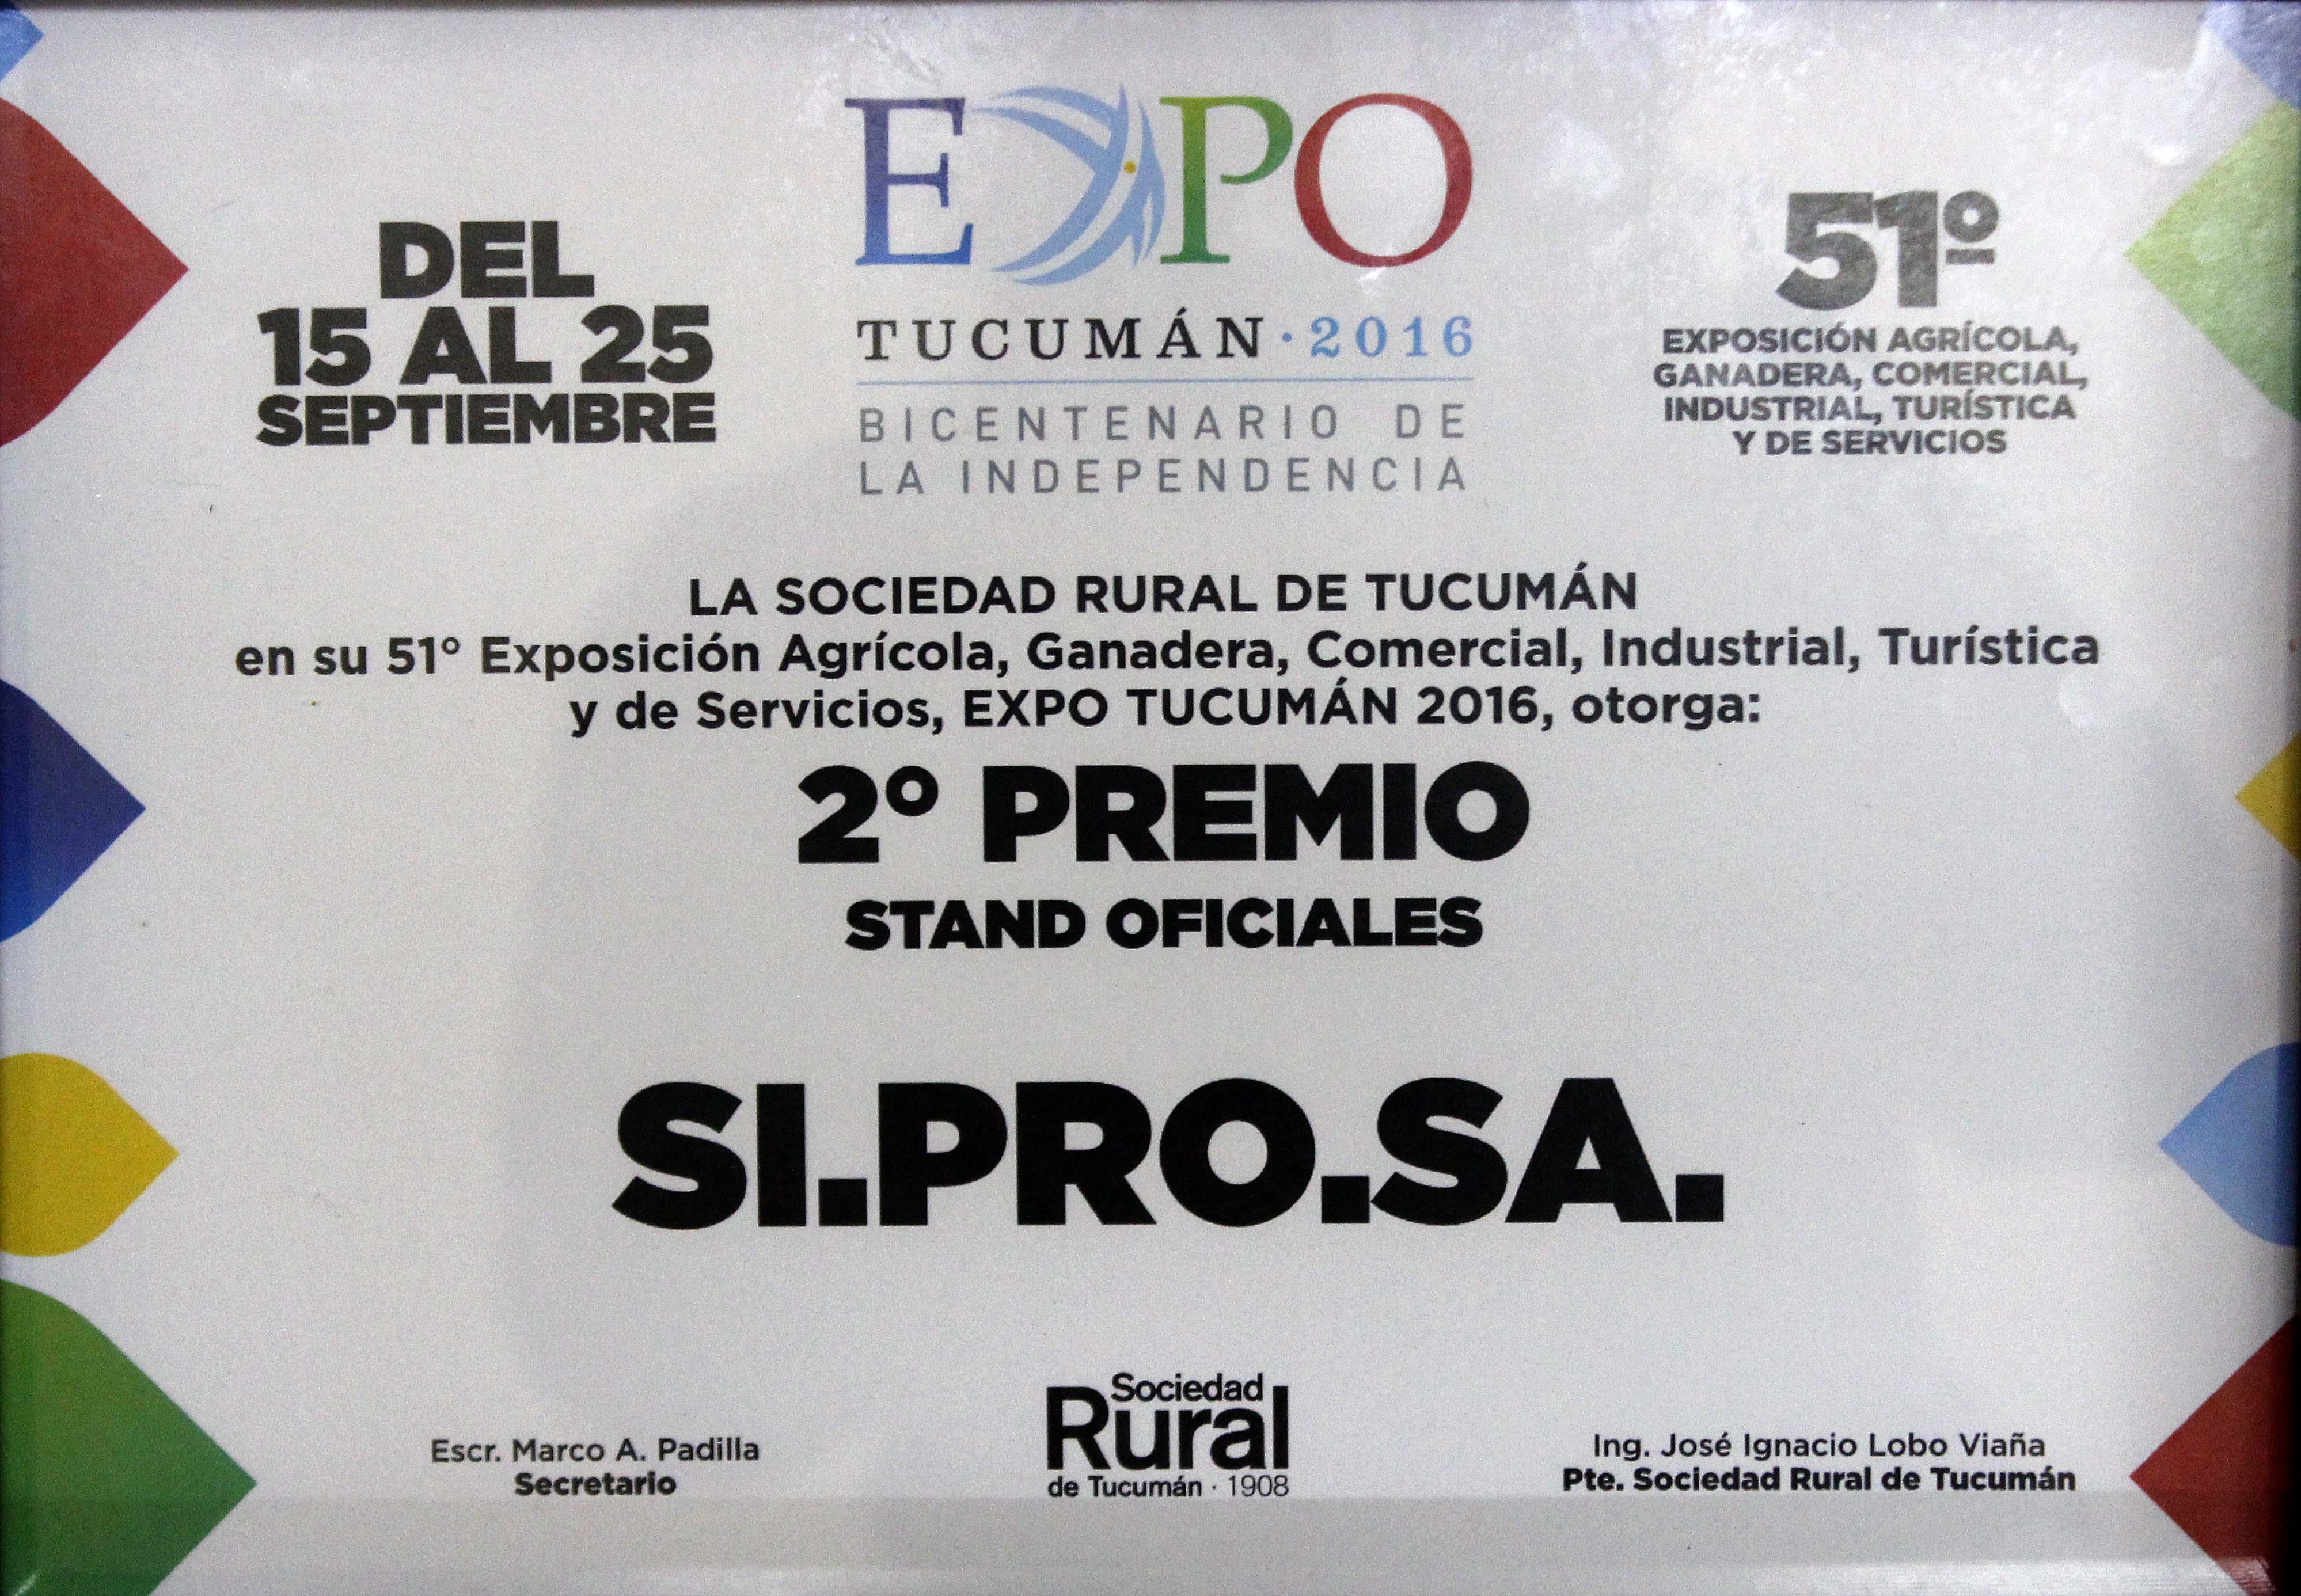 DEL
15 AL 25
SEPTIEMBRE
EXPO
TUCUMÁN · 2016
BICENTENARIO DE
LA INDEPENDENCIA
51º
EXPOSICIÓN AGRÍCOLA,
GANADERA, COMERCIAL,
INDUSTRIAL, TURÍSTICA
Y DE SERVICIOS
LA SOCIEDAD RURAL DE TUCUMÁN
en su 51° Exposición Agrícola, Ganadera, Comercial, Industrial, Turística
y de Servicios, EXPO TUCUMÁN 2016, otorga:
2° PREMIO
STAND OFICIALES
SI.PRO.SA.
Escr. Marco A. Padilla
Secretario
Sociedad
Rural
de Tucumán · 1908
Ing. José Ignacio Lobo Viaña
Pte. Sociedad Rural de Tucumán